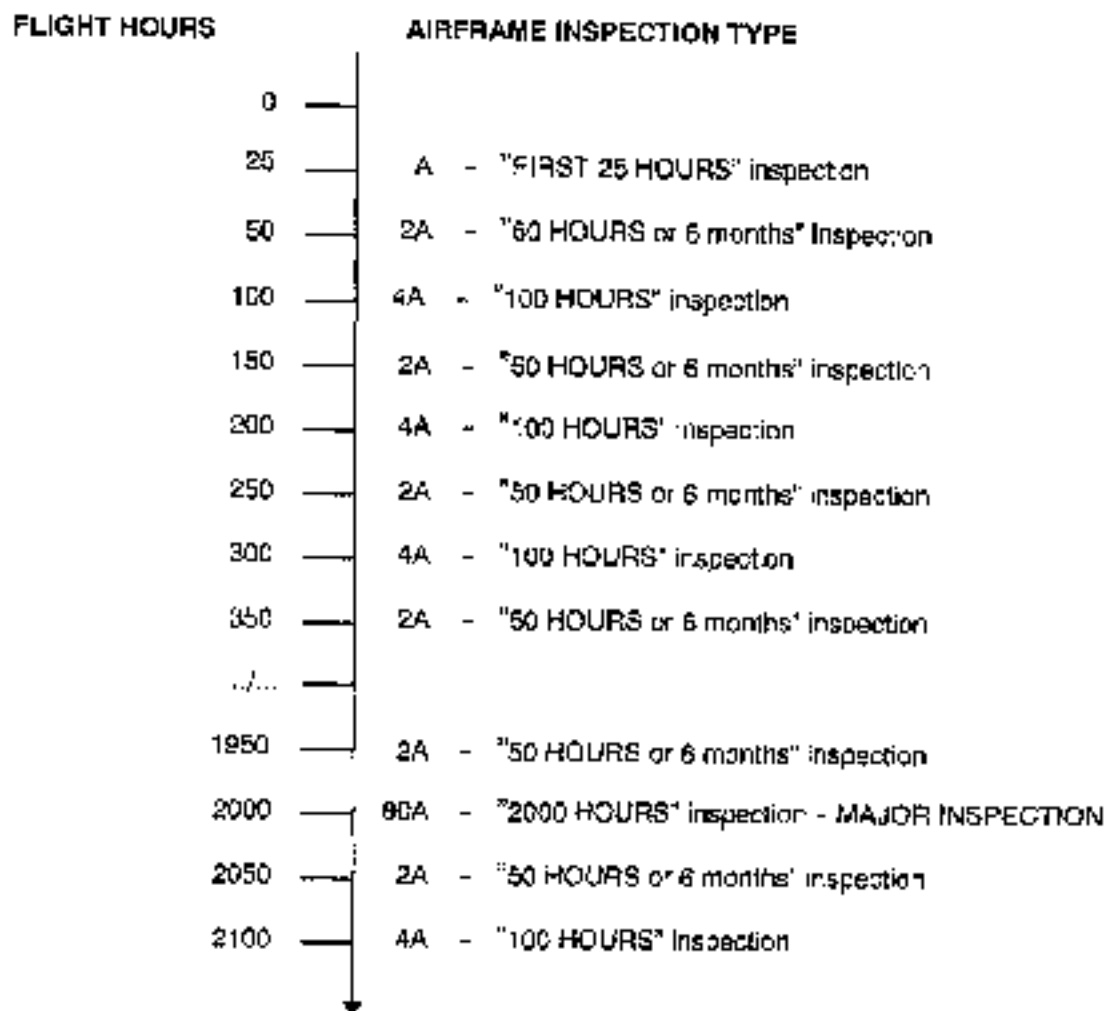 FLIGHT HOURS AIRFRAME INSPECTION TYPE
0
25 A - "FIRST 25 HOURS" inspection
50 2A - "50 HOURS or 6 months" Inspection
100 4A - "100 HOURS" inspection
150 2A - "50 HOURS or 6 months" inspection
200 4A - "100 HOURS" inspection
250 2A - "50 HOURS or 6 months" inspection
300 4A - "100 HOURS" inspection
350 2A - "50 HOURS or 6 months" inspection
../...
1950 2A - "50 HOURS or 6 months" inspection
2000 80A - "2000 HOURS" inspection - MAJOR INSPECTION
2050 2A - "50 HOURS or 6 months" inspection
2100 4A - "100 HOURS" Inspection